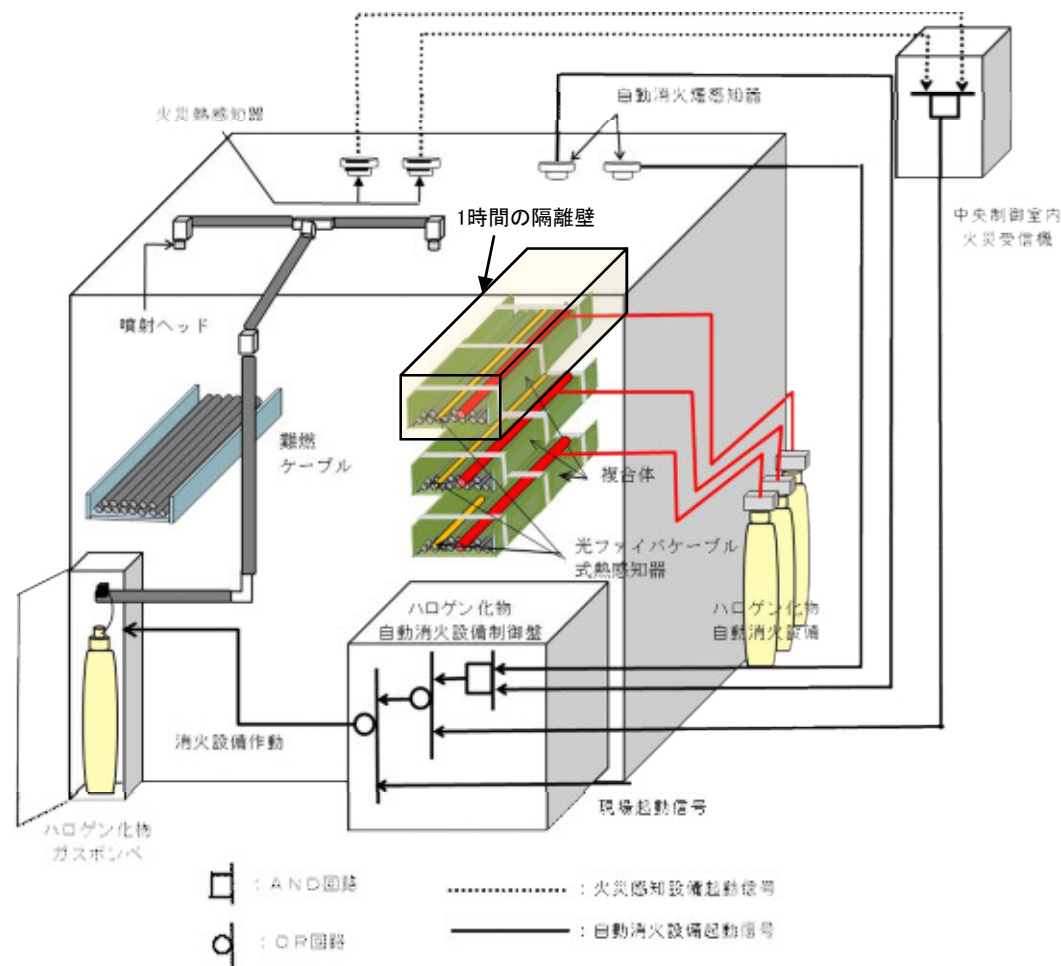 火災熱感知器
自動消火煙感知器
中央制御室内
火災受信機
1時間の隔離壁
噴射ヘッド
難燃
ケーブル
複合体
光ファイバケーブル
式熱感知器
ハロゲン化物
自動消火設備制御盤
ハロゲン化物
自動消火設備
消火設備作動
現場起動信号
ハロゲン化物
ガスボンベ
：AND回路
：火災感知設備起動信号
：OR回路
：自動消火設備起動信号